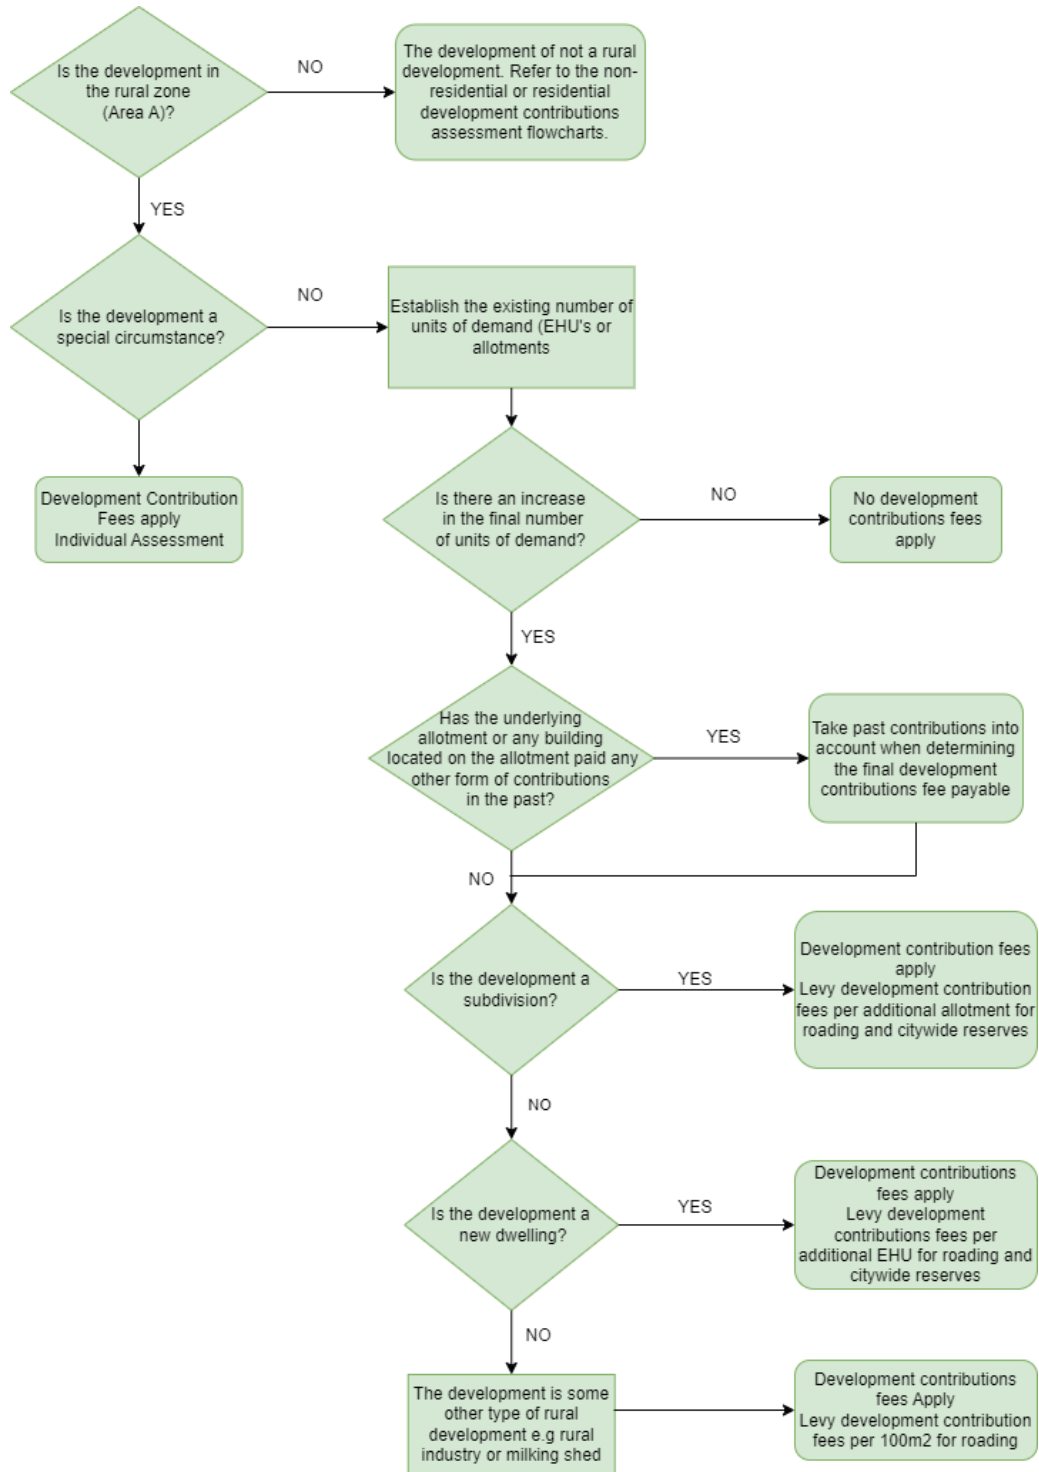 Is the development in
the rural zone
(Area A)?
NO
The development of not a rural
development. Refer to the non-
residential or residential
development contributions
assessment flowcharts.
YES
Is the development a
special circumstance?
NO
Establish the existing number of
units of demand (EHU's or
allotments
Development Contribution
Fees apply
Individual Assessment
Is there an increase
in the final number
of units of demand?
NO
No development
contributions fees
apply
YES
Has the underlying
allotment or any building
located on the allotment paid any
other form of contributions
in the past?
YES
Take past contributions into
account when determining
the final development
contributions fee payable
NO
Is the development a
subdivision?
YES
Development contribution fees
apply
Levy development contribution
fees per additional allotment for
roading and citywide reserves
NO
Is the development a
new dwelling?
YES
Development contributions
fees apply
Levy development
contributions fees per
additional EHU for roading and
citywide reserves
NO
The development is some
other type of rural
development e.g rural
industry or milking shed
Development contributions
fees Apply
Levy development contribution
fees per 100m2 for roading